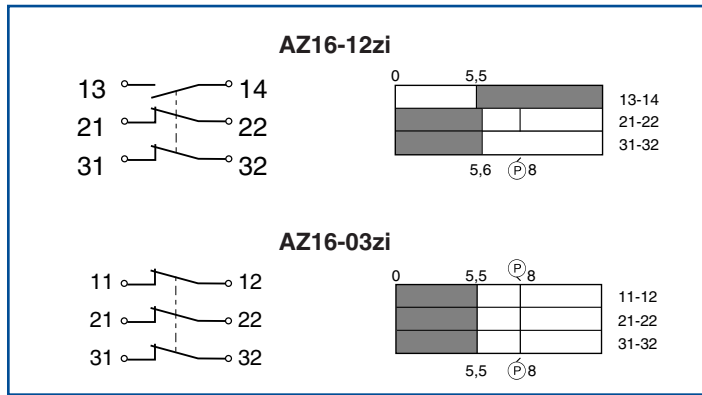 AZ16-12zi
13 14
21 22
31 32
0 5,5
13-14
21-22
31-32
5,6 P 8
AZ16-03zi
11 12
21 22
31 32
0 5,5 P 8
11-12
21-22
31-32
5,5 P 8